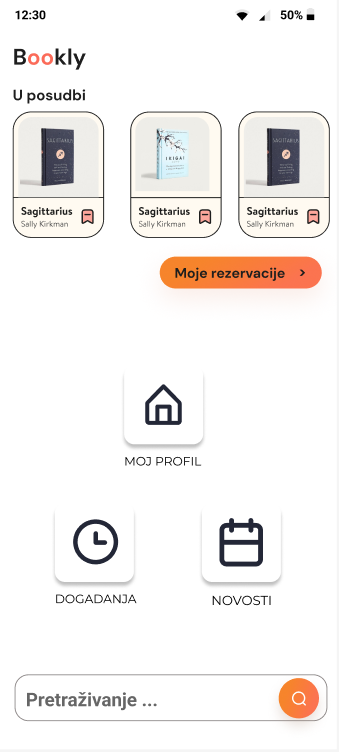 12:30 50%
Bookly
U posudbi
SAGITTARIUS IKIGAI SAGITTARIUS
Sagittarius Sagittarius Sagittarius
Sally Kirkman Sally Kirkman Sally Kirkman
Moje rezervacije >
MOJ PROFIL
DOGADANJA NOVOSTI
Pretraživanje ...